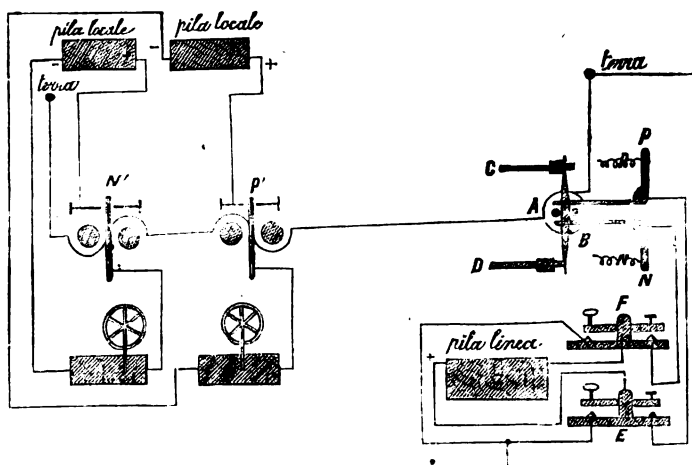 pila locale
pila locale
-
-
+
terra
terra
P
C
N'
P'
A
B
D
N
F
pila linea
+
E